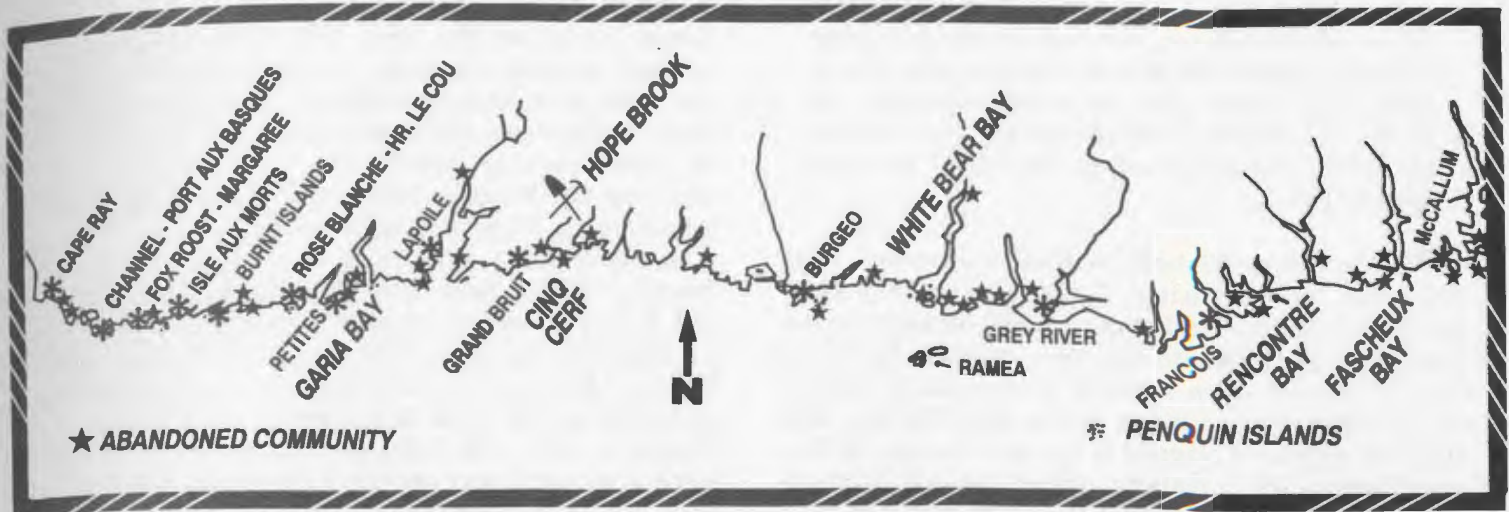 CAPE RAY
CHANNEL - PORT AUX BASQUES
FOX ROOST - MARGAREE
ISLE AUX MORTS
BURNT ISLANDS
ROSE BLANCHE - HR. LE COU
PETITES
GARIA BAY
LAPOILE
GRAND BRUIT
CINQ
CERF
HOPE BROOK
N
BURGEO
WHITE BEAR BAY
RAMEA
GREY RIVER
FRANCOIS
RENCONTRE
BAY
FASCHEUX
BAY
McCALLUM
★ ABANDONED COMMUNITY
PENQUIN ISLANDS